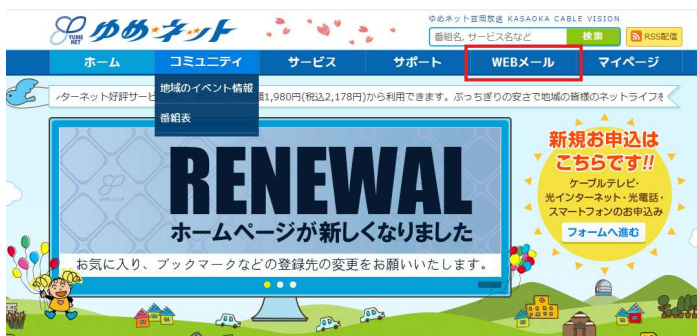 YUME NET ゆめネット
ゆめネット笠岡放送 KASAOKA CABLE VISION
番組名, サービス名など 検索 RSS配信
ホーム コミュニティ サービス サポート WEBメール マイページ
ターネット好評サービ 額1,980円(税込2,178円)から利用できます。ぶっちぎりの安さで地域の皆様のネットライフを
地域のイベント情報
番組表
RENEWAL
ホームページが新しくなりました
お気に入り、ブックマークなどの登録先の変更をお願いいたします。
新規お申込は
こちらです!!
ケーブルテレビ・
光インターネット・光電話・
スマートフォンのお申込み
フォームへ進む